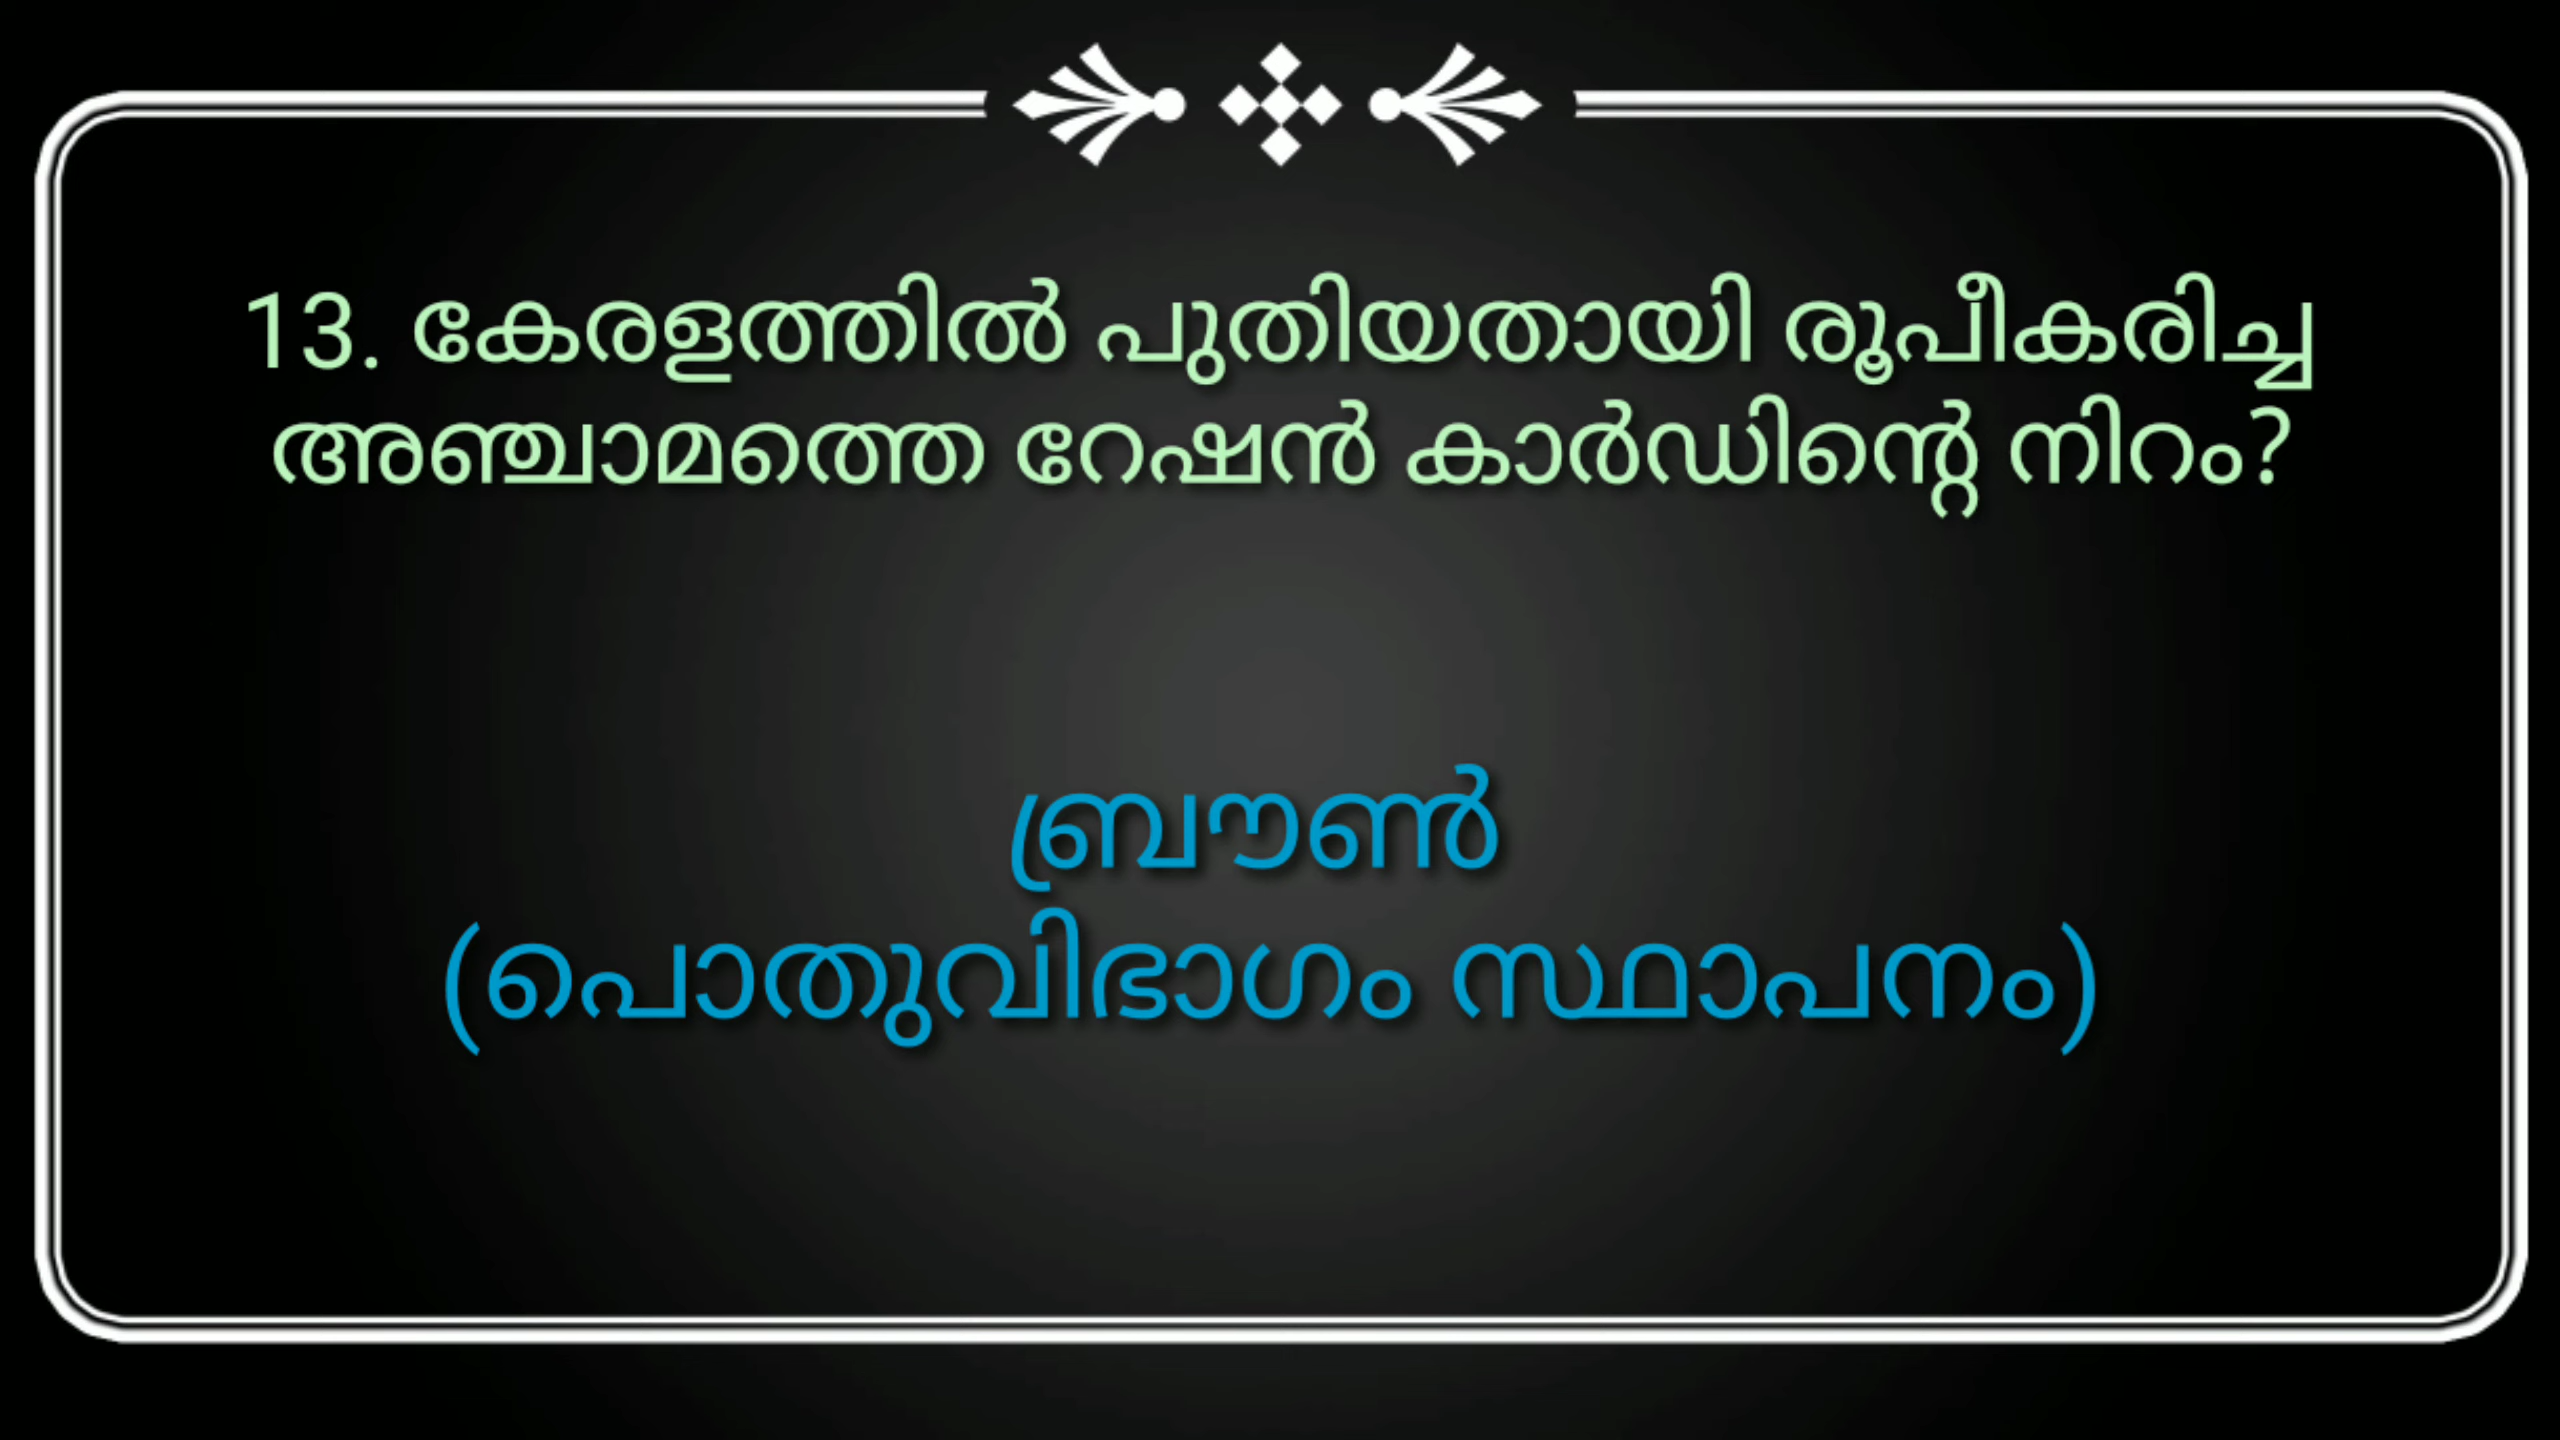 13. കേരളത്തിൽ പുതിയതായി രൂപീകരിച്ച
അഞ്ചാമത്തെ റേഷൻ കാർഡിന്റെ നിറം?
ബ്രൗൺ
(പൊതുവിഭാഗം സ്ഥാപനം)